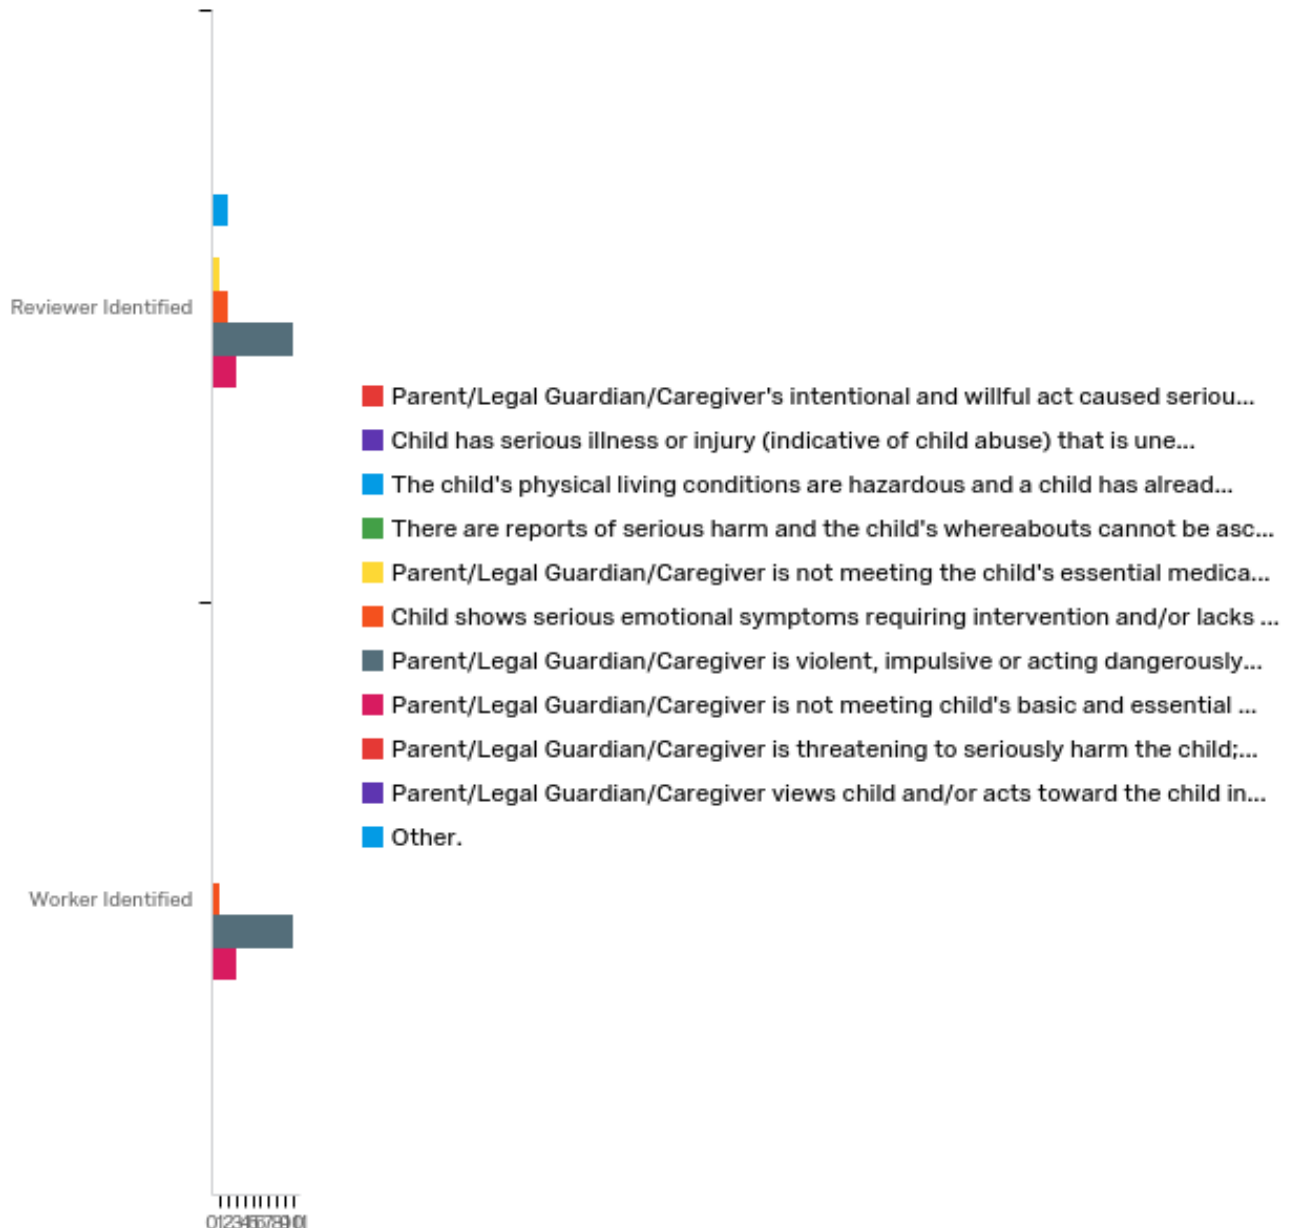 Reviewer Identified
Parent/Legal Guardian/Caregiver's intentional and willful act caused seriou...
Child has serious illness or injury (indicative of child abuse) that is une...
The child's physical living conditions are hazardous and a child has alread...
There are reports of serious harm and the child's whereabouts cannot be asc...
Parent/Legal Guardian/Caregiver is not meeting the child's essential medica...
Child shows serious emotional symptoms requiring intervention and/or lacks ...
Parent/Legal Guardian/Caregiver is violent, impulsive or acting dangerously...
Parent/Legal Guardian/Caregiver is not meeting child's basic and essential ...
Parent/Legal Guardian/Caregiver is threatening to seriously harm the child;...
Parent/Legal Guardian/Caregiver views child and/or acts toward the child in...
Other.
Worker Identified